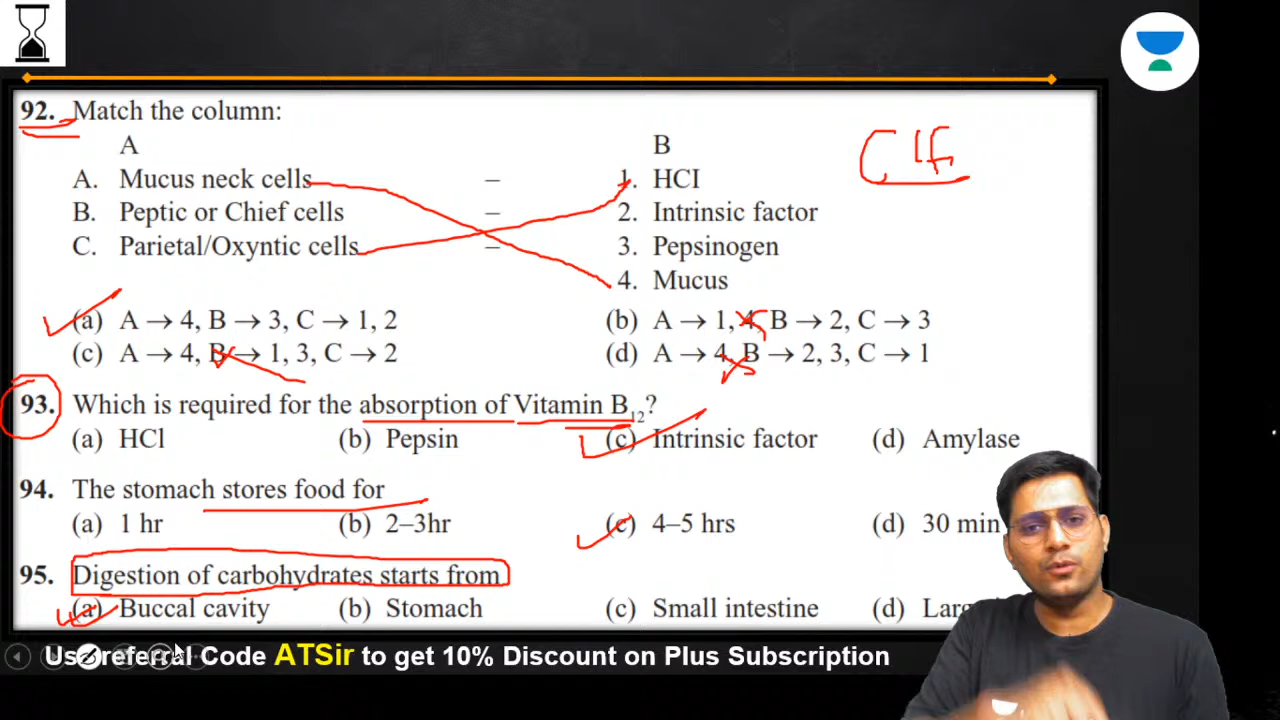 92. Match the column:
A B
A. Mucus neck cells – 1. HCI
B. Peptic or Chief cells – 2. Intrinsic factor
C. Parietal/Oxyntic cells – 3. Pepsinogen
4. Mucus
(a) A → 4, B → 3, C → 1, 2 (b) A → 1, 4, B → 2, C → 3
(c) A → 4, B → 1, 3, C → 2 (d) A → 4, B → 2, 3, C → 1
93. Which is required for the absorption of Vitamin B12?
(a) HCl (b) Pepsin (c) Intrinsic factor (d) Amylase
94. The stomach stores food for
(a) 1 hr (b) 2–3hr (c) 4–5 hrs (d) 30 min
95. Digestion of carbohydrates starts from
(a) Buccal cavity (b) Stomach (c) Small intestine (d)
Use referral Code ATSir to get 10% Discount on Plus Subscription